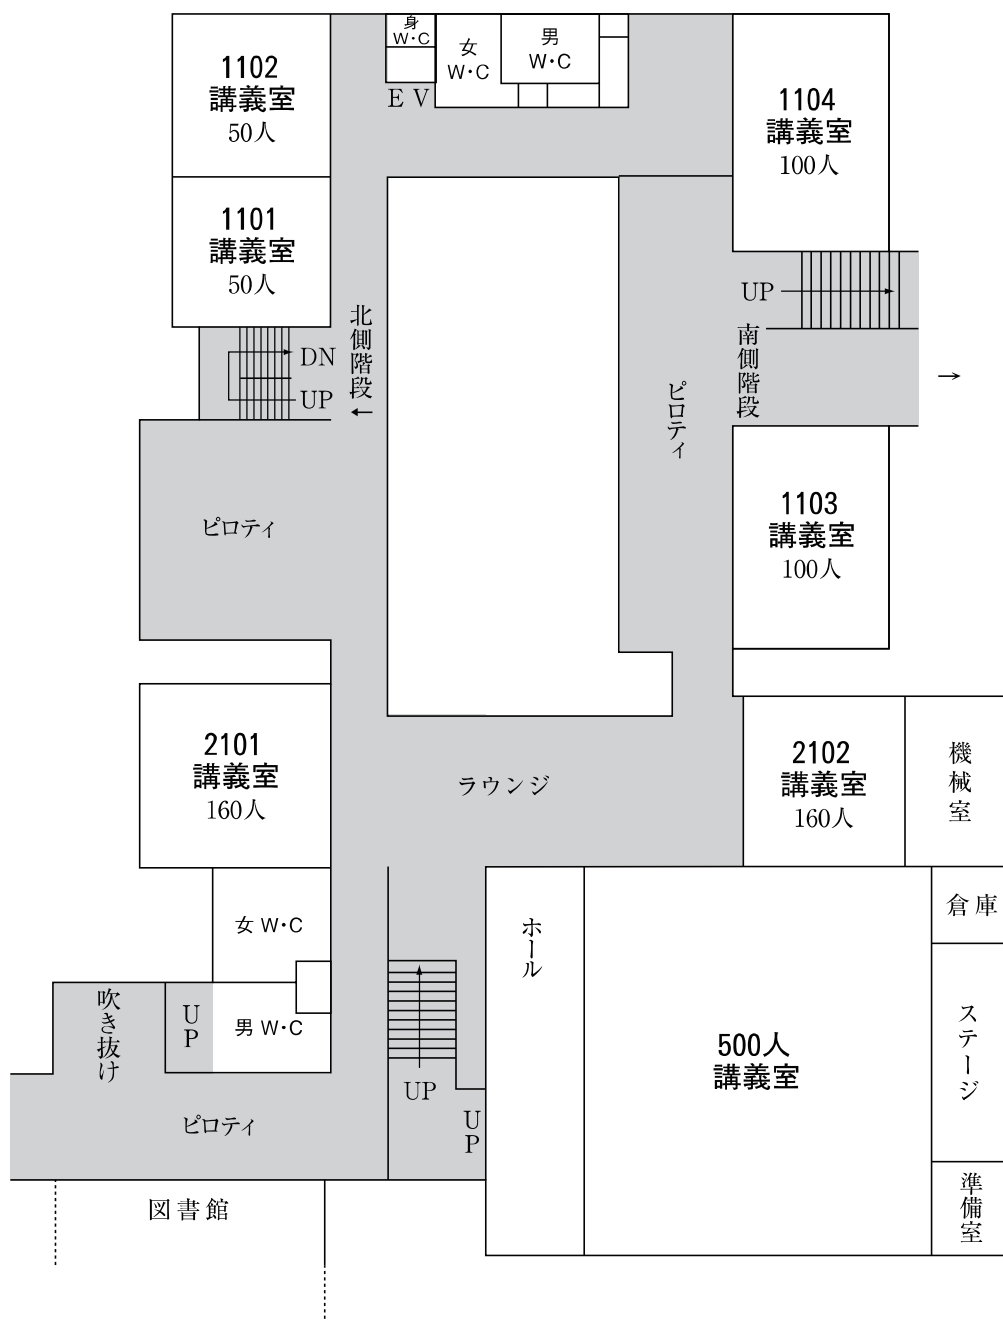 身
W・C
女
W・C
男
W・C
EV
1102
講義室
50人
1104
講義室
100人
1101
講義室
50人
UP
北側階段
←
DN
UP
南側階段
→
ピロティ
ピロティ
1103
講義室
100人
2101
講義室
160人
ラウンジ
2102
講義室
160人
機械室
女 W・C
ホール
倉庫
吹き抜け
UP
男 W・C
ステージ
500人
講義室
UP
UP
ピロティ
図書館
準備室